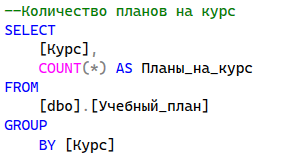 --Количество планов на курс
SELECT
[Курс],
COUNT(*) AS Планы_на_курс
FROM
[dbo].[Учебный_план]
GROUP
BY [Курс]